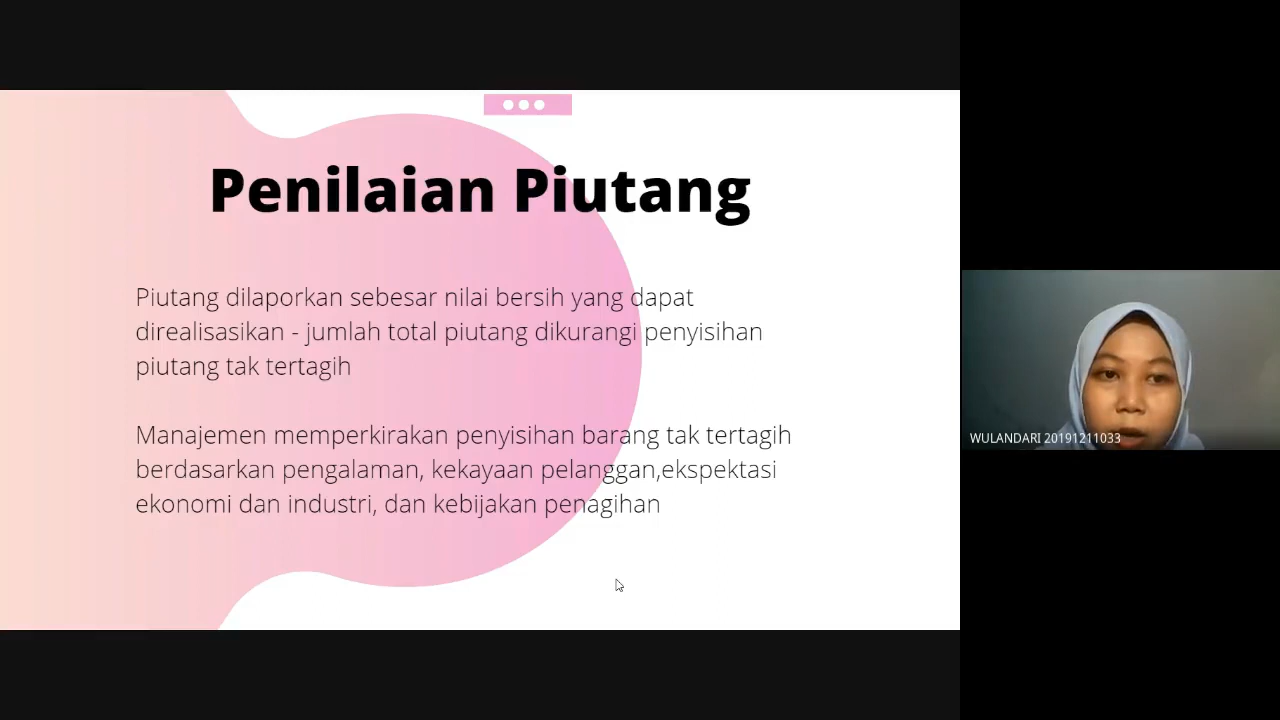 Penilaian Piutang
Piutang dilaporkan sebesar nilai bersih yang dapat
direalisasikan - jumlah total piutang dikurangi penyisihan
piutang tak tertagih
Manajemen memperkirakan penyisihan barang tak tertagih
berdasarkan pengalaman, kekayaan pelanggan,ekspektasi
ekonomi dan industri, dan kebijakan penagihan
WULANDARI 20191211033